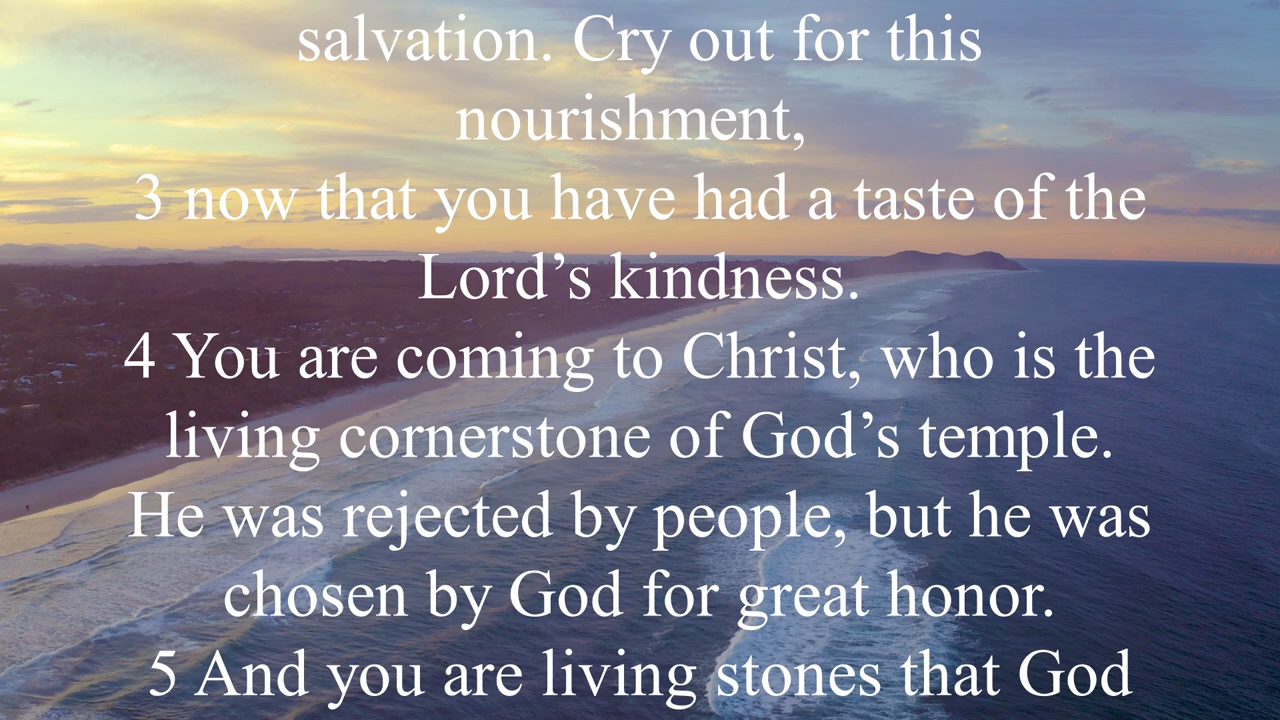 salvation. Cry out for this
nourishment,
3 now that you have had a taste of the
Lord’s kindness.
4 You are coming to Christ, who is the
living cornerstone of God’s temple.
He was rejected by people, but he was
chosen by God for great honor.
5 And you are living stones that God